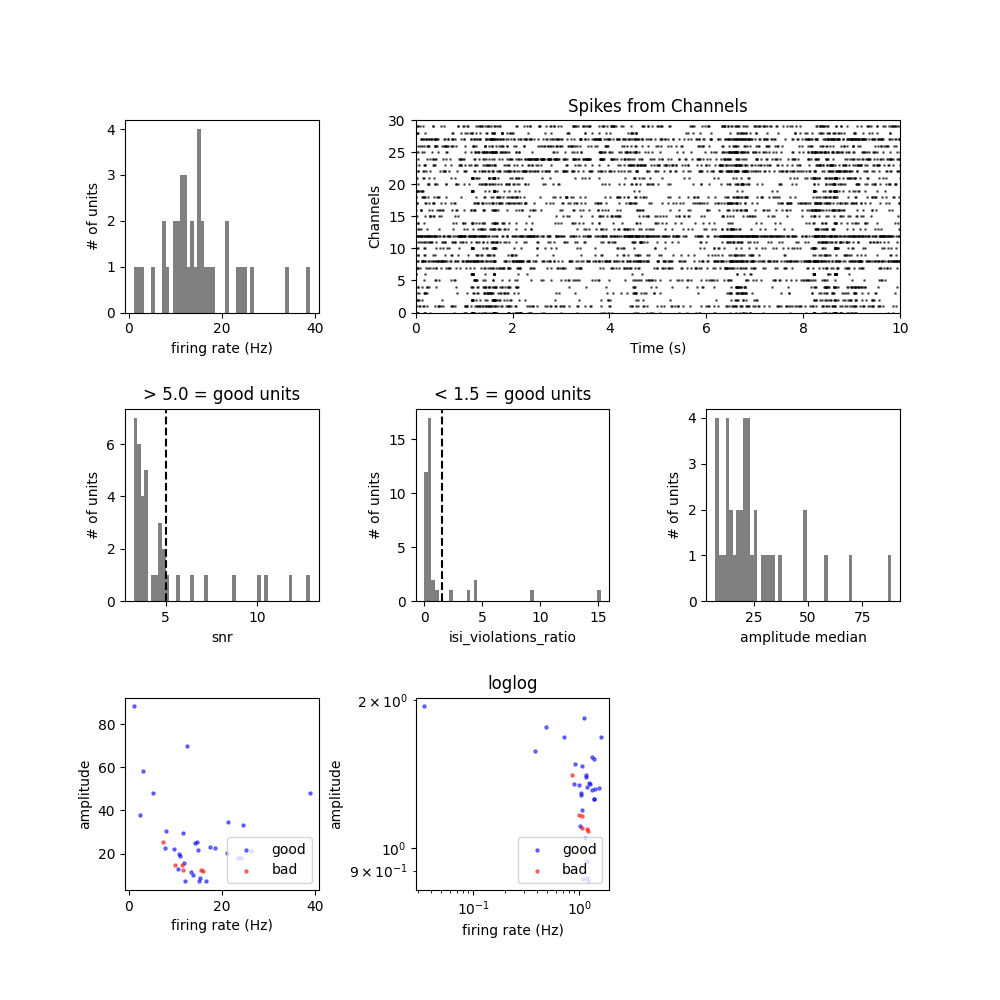 Spikes from Channels
# of units
4
3
2
1
0
0 20 40
firing rate (Hz)
Channels
30
25
20
15
10
5
0
0 2 4 6 8 10
Time (s)
> 5.0 = good units
# of units
6
4
2
0
5 10
snr
< 1.5 = good units
# of units
15
10
5
0
0 5 10 15
isi_violations_ratio
# of units
4
3
2
1
0
25 50 75
amplitude median
amplitude
80
60
40
20
good
bad
0 20 40
firing rate (Hz)
loglog
amplitude
2 × 10⁰
10⁰
9 × 10⁻¹
good
bad
10⁻¹ 10⁰
firing rate (Hz)